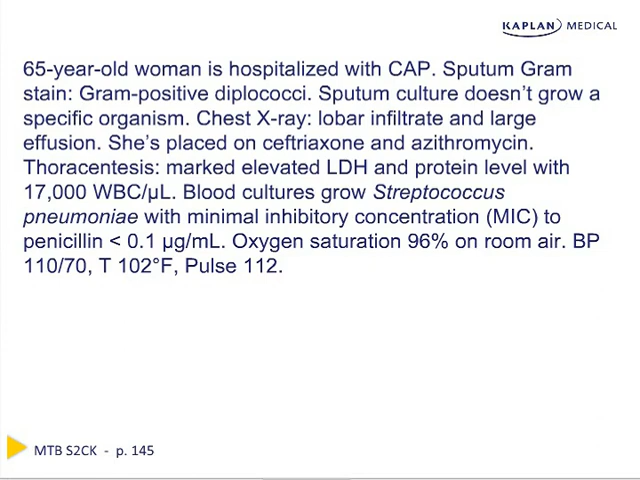 KAPLAN MEDICAL
65-year-old woman is hospitalized with CAP. Sputum Gram
stain: Gram-positive diplococci. Sputum culture doesn’t grow a
specific organism. Chest X-ray: lobar infiltrate and large
effusion. She’s placed on ceftriaxone and azithromycin.
Thoracentesis: marked elevated LDH and protein level with
17,000 WBC/μL. Blood cultures grow Streptococcus
pneumoniae with minimal inhibitory concentration (MIC) to
penicillin < 0.1 μg/mL. Oxygen saturation 96% on room air. BP
110/70, T 102°F, Pulse 112.
MTB S2CK - p. 145